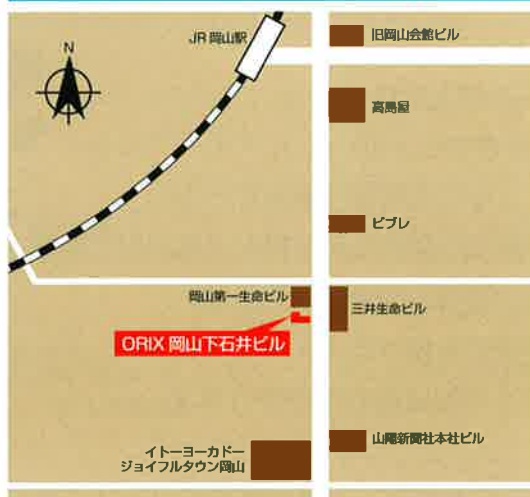 JR 岡山駅
旧岡山会館ビル
N
高島屋
ビブレ
岡山第一生命ビル
三井生命ビル
ORIX 岡山下石井ビル
山陽新聞社本社ビル
イトーヨーカドー
ジョイフルタウン岡山